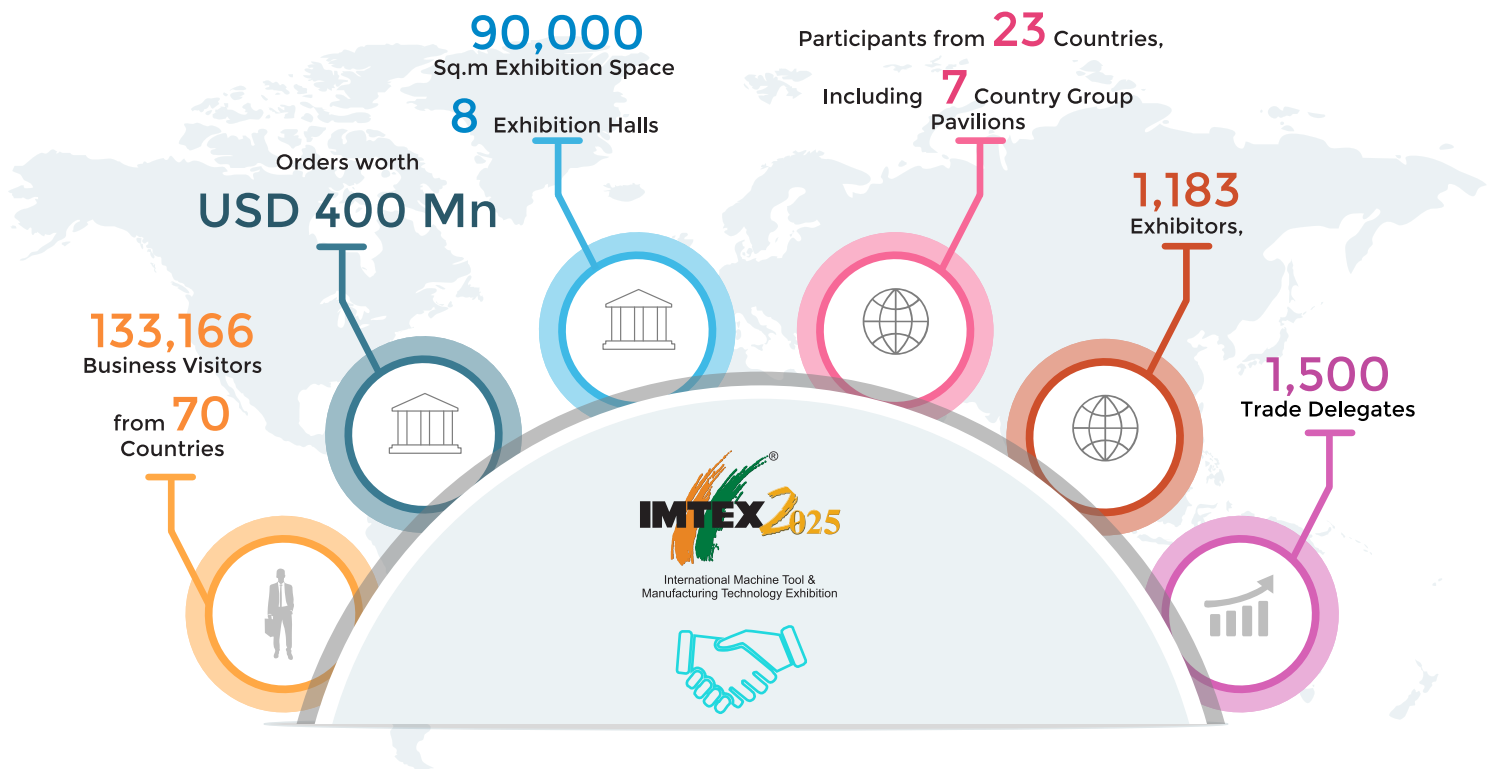 133,166
Business Visitors
from 70
Countries
Orders worth
USD 400 Mn
90,000
Sq.m Exhibition Space
8 Exhibition Halls
Participants from 23 Countries,
Including 7 Country Group
Pavilions
1,183
Exhibitors,
1,500
Trade Delegates
IMTEX 2025 ®
International Machine Tool &
Manufacturing Technology Exhibition